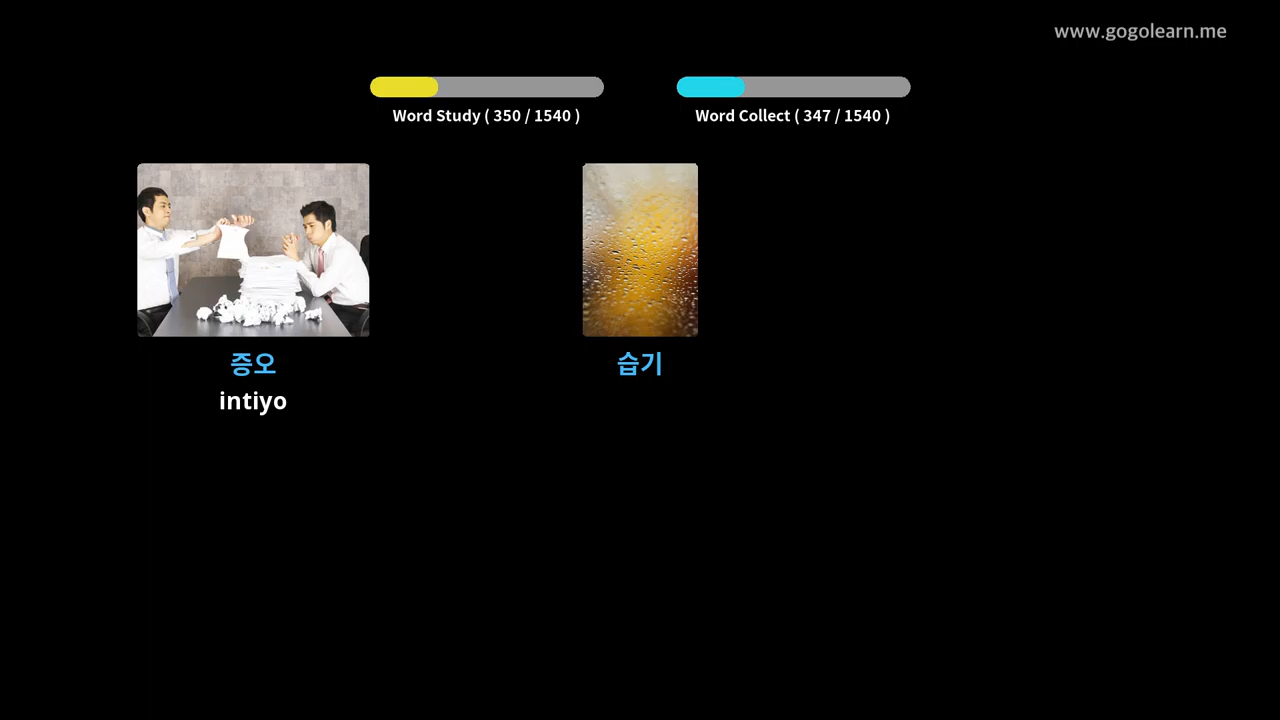 www.gogolearn.me
Word Study ( 350 / 1540 )
Word Collect ( 347 / 1540 )
증오
습기
intiyo